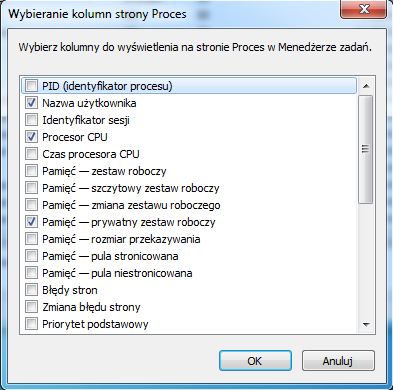 Wybieranie kolumn strony Proces
Wybierz kolumny do wyświetlenia na stronie Proces w Menedżerze zadań.
PID (identyfikator procesu)
Nazwa użytkownika
Identyfikator sesji
Procesor CPU
Czas procesora CPU
Pamięć — zestaw roboczy
Pamięć — szczytowy zestaw roboczy
Pamięć — zmiana zestawu roboczego
Pamięć — prywatny zestaw roboczy
Pamięć — rozmiar przekazywania
Pamięć — pula stronicowana
Pamięć — pula niestronicowana
Błędy stron
Zmiana błędu strony
Priorytet podstawowy
OK
Anuluj